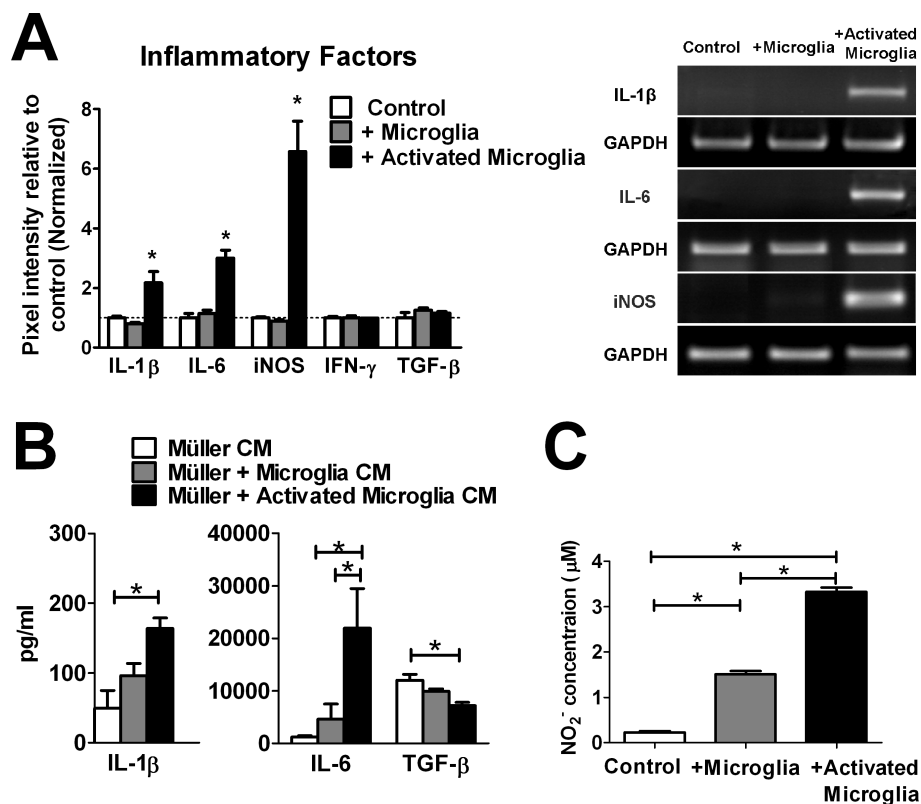 A
Inflammatory Factors
Pixel intensity relative to
control (Normalized)
8
6
4
2
0
*
*
*
Control
+ Microglia
+ Activated Microglia
IL-1β
IL-6
iNOS
IFN-γ
TGF-β
Control
+Microglia
+Activated
Microglia
IL-1β
GAPDH
IL-6
GAPDH
iNOS
GAPDH
B
Müller CM
Müller + Microglia CM
Müller + Activated Microglia CM
pg/ml
300
200
100
0
*
IL-1β
40000
30000
20000
10000
0
*
*
*
IL-6
TGF-β
C
NO₂⁻ concentraion ( μM)
4
3
2
1
0
*
*
*
Control
+Microglia
+Activated
Microglia